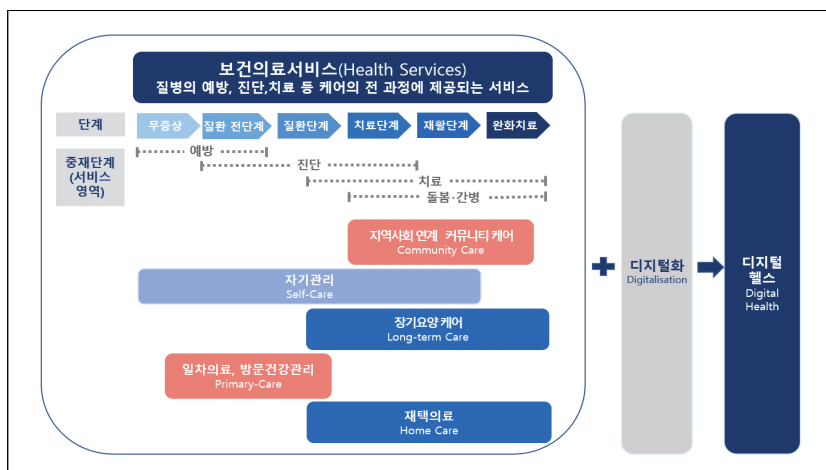 보건의료서비스(Health Services)
질병의 예방, 진단,치료 등 케어의 전 과정에 제공되는 서비스
단계
무증상
질환 전단계
질환단계
치료단계
재활단계
완화치료
중재단계
(서비스
영역)
예방
진단
치료
돌봄·간병
지역사회 연계 커뮤니티 케어
Community Care
자기관리
Self-Care
장기요양 케어
Long-term Care
일차의료, 방문건강관리
Primary-Care
재택의료
Home Care
디지털화
Digitalisation
디지털
헬스
Digital
Health